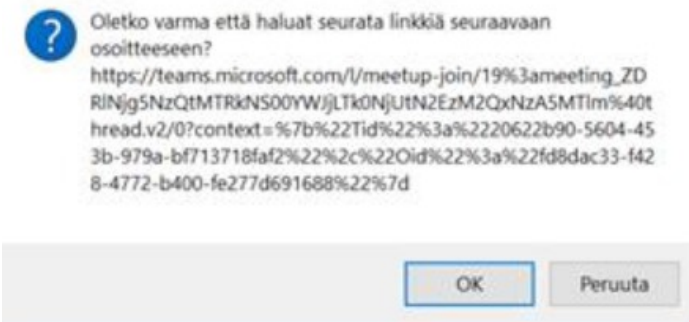 Oletko varma että haluat seurata linkkiä seuraavaan
osoitteeseen?
https://teams.microsoft.com/l/meetup-join/19%3ameeting_ZD
RlNjg5NzQtMTRkNS00YWJjLTk0NjUtN2EzM2QxNzA5MTlm%40t
hread.v2/0?context=%7b%22Tid%22%3a%2220622b90-5604-45
3b-979a-bf713718faf2%22%2c%22Oid%22%3a%22fd8dac33-f42
8-4772-b400-fe277d691688%22%7d
OK
Peruuta